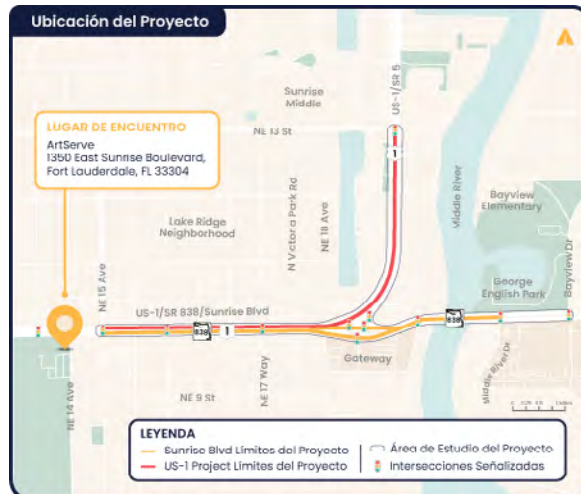 Ubicación del Proyecto
US-1/SR 5
Sunrise
Middle
NE 13 St
1
LUGAR DE ENCUENTRO
ArtServe
1350 East Sunrise Boulevard,
Fort Lauderdale, FL 33304
N Victoria Park Rd
NE 18 Ave
Middle River
Bayview
Elementary
Bayview Dr
Lake Ridge
Neighborhood
NE 15 Ave
George
English Park
US-1/SR 838/Sunrise Blvd
838
1
838
Gateway
Middle River Dr
NE 14 Ave
NE 9 St
NE 17 Way
LEYENDA
Sunrise Blvd Límites del Proyecto
US-1 Project Límites del Proyecto
Área de Estudio del Proyecto
Intersecciones Señalizadas